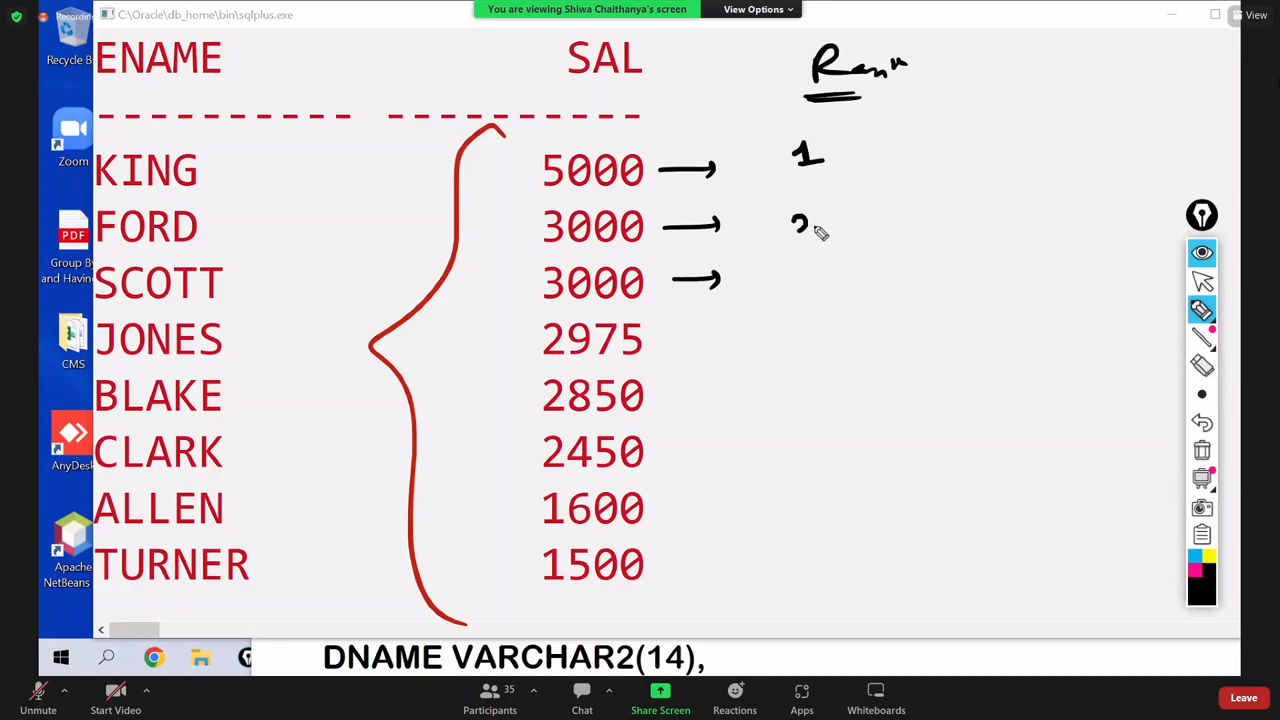 Recording
C:\Oracle\db_home\bin\sqlplus.exe
You are viewing Shiwa Chaithanya's screen
View Options
View
Recycle B
Zoom
PDF
Group By
and Having
CMS
AnyDesk
Apache
NetBeans
ENAME SAL Rank
---------- ----------
KING 5000 → 1
FORD 3000 → 2
SCOTT 3000 →
JONES 2975
BLAKE 2850
CLARK 2450
ALLEN 1600
TURNER 1500
DNAME VARCHAR2(14),
Unmute
Start Video
35
Participants
Chat
Share Screen
Reactions
Apps
Whiteboards
Leave